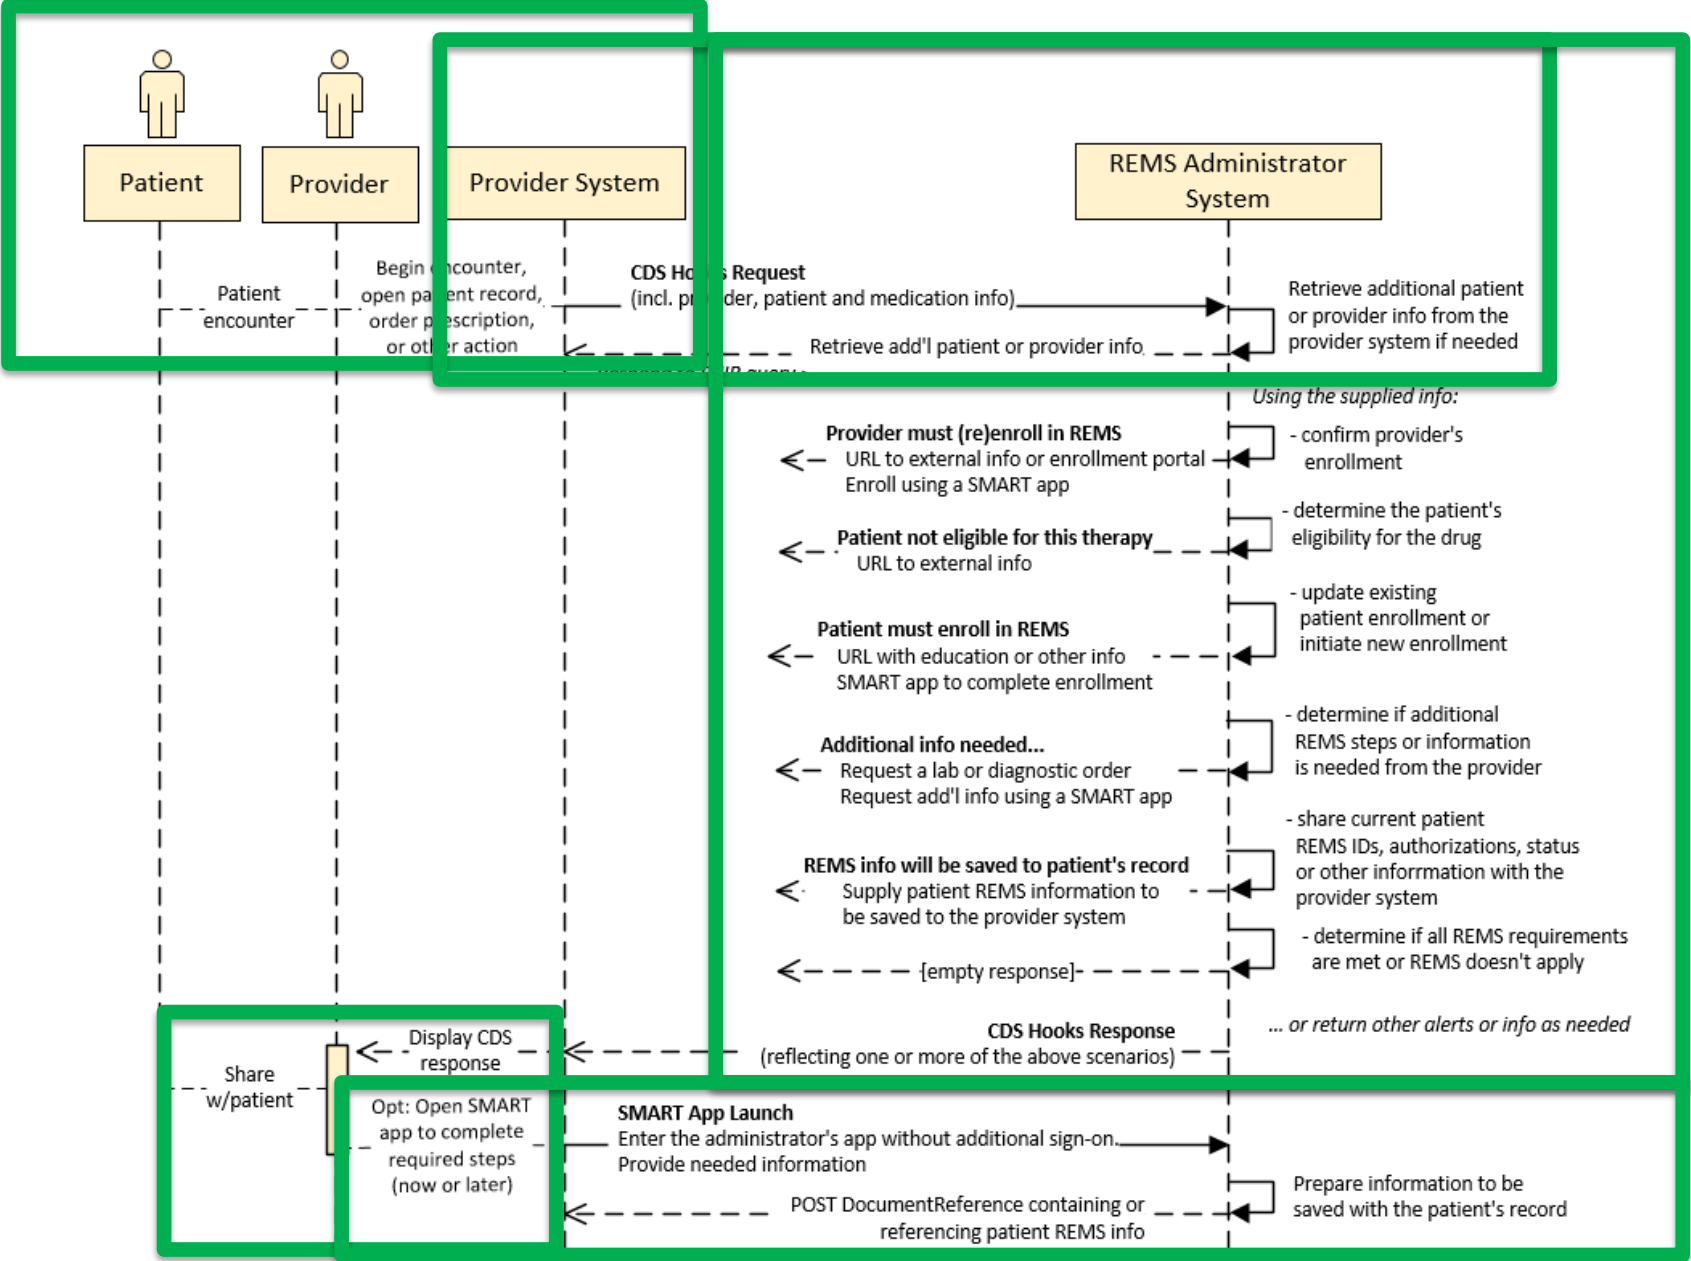 Patient
Provider
Provider System
REMS Administrator
System
Patient
encounter
Begin encounter,
open patient record,
order prescription,
or other action
CDS Hooks Request
(incl. provider, patient and medication info)
Retrieve additional patient
or provider info from the
provider system if needed
Retrieve add'l patient or provider info
Using the supplied info:
Provider must (re)enroll in REMS
URL to external info or enrollment portal
Enroll using a SMART app
- confirm provider's
enrollment
Patient not eligible for this therapy
URL to external info
- determine the patient's
eligibility for the drug
Patient must enroll in REMS
URL with education or other info
SMART app to complete enrollment
- update existing
patient enrollment or
initiate new enrollment
Additional info needed...
Request a lab or diagnostic order
Request add'l info using a SMART app
- determine if additional
REMS steps or information
is needed from the provider
REMS info will be saved to patient's record
Supply patient REMS information to
be saved to the provider system
- share current patient
REMS IDs, authorizations, status
or other inforrmation with the
provider system
[empty response]
- determine if all REMS requirements
are met or REMS doesn't apply
... or return other alerts or info as needed
CDS Hooks Response
(reflecting one or more of the above scenarios)
Display CDS
response
Share
w/patient
Opt: Open SMART
app to complete
required steps
(now or later)
SMART App Launch
Enter the administrator's app without additional sign-on.
Provide needed information
POST DocumentReference containing or
referencing patient REMS info
Prepare information to be
saved with the patient's record